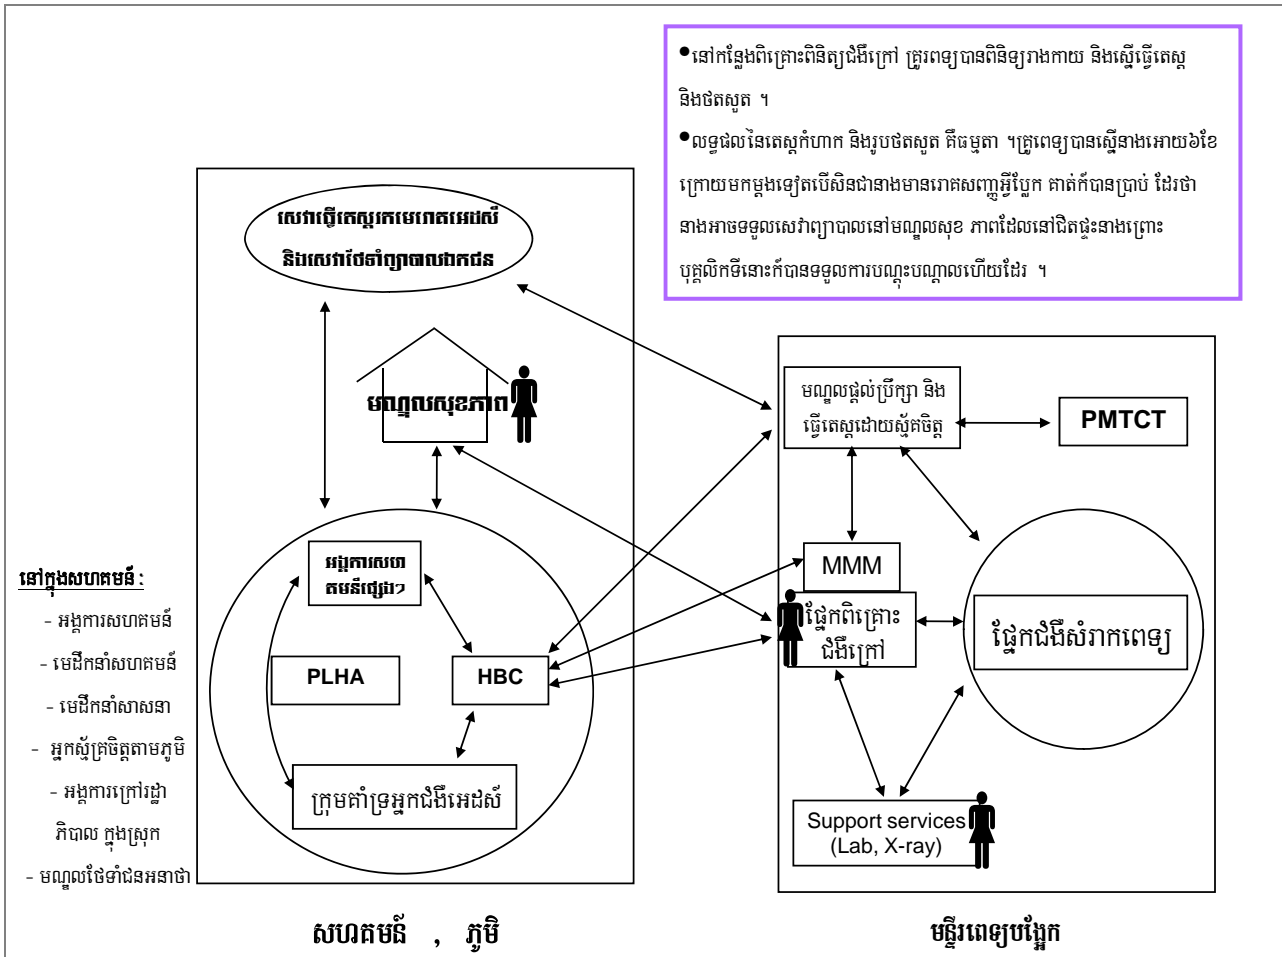 •នៅកន្លែងពិគ្រោះពិនិត្យជំងឺក្រៅ គ្រូរពទ្យបានពិនិទ្យរាងកាយ និងស្នើធ្វើតេស្ត
និងថតសួត ។
•លទ្ធផលនៃតេស្តកំហាក និងរូបថតសួត គឺធម្មតា ។គ្រូពេទ្យបានស្នើនាងអោយ៦ខែ
ក្រោយមកម្តងទៀតបើសិនជានាងមានរោគសញ្ញាអ្វីប្លែក គាត់ក៍បានប្រាប់ ដែរថា
នាងអាចទទួលសេវាព្យាបាលនៅមណ្ឌលសុខ ភាពដែលនៅជិតផ្ទះនាងព្រោះ
បុគ្គលិកទីនោះក៍បានទទួលការបណ្តុះបណ្តាលហើយដែរ ។
សេវាធ្វើតេស្តរកមេរោគអេដស៍
និងសេវាថែទាំព្យាបាលឯកជន
មណ្ឌលសុខភាព
អង្គការសហ
គមន៍ផ្សេងៗ
PLHA
HBC
ក្រុមគាំទ្រអ្នកជំងឺអេដស៍
នៅក្នុងសហគមន៍ :
- អង្គការសហគមន៍
- មេដឹកនាំសហគមន៍
- មេដឹកនាំសាសនា
- អ្នកស្ម័គ្រចិត្តតាមភូមិ
- អង្គការក្រៅរដ្ឋា
ភិបាល ក្នុងស្រុក
- មណ្ឌលថែទាំជនអនាថា
មណ្ឌលផ្តល់ប្រឹក្សា និង
ធ្វើតេស្តដោយស្ម័គចិត្ត
PMTCT
MMM
ផ្នែកពិគ្រោះ
ជំងឺក្រៅ
ផ្នែកជំងឺសំរាកពេទ្យ
Support services
(Lab, X-ray)
សហគមន៍ , ភូមិ
មន្ទីរពេទ្យបង្អែក